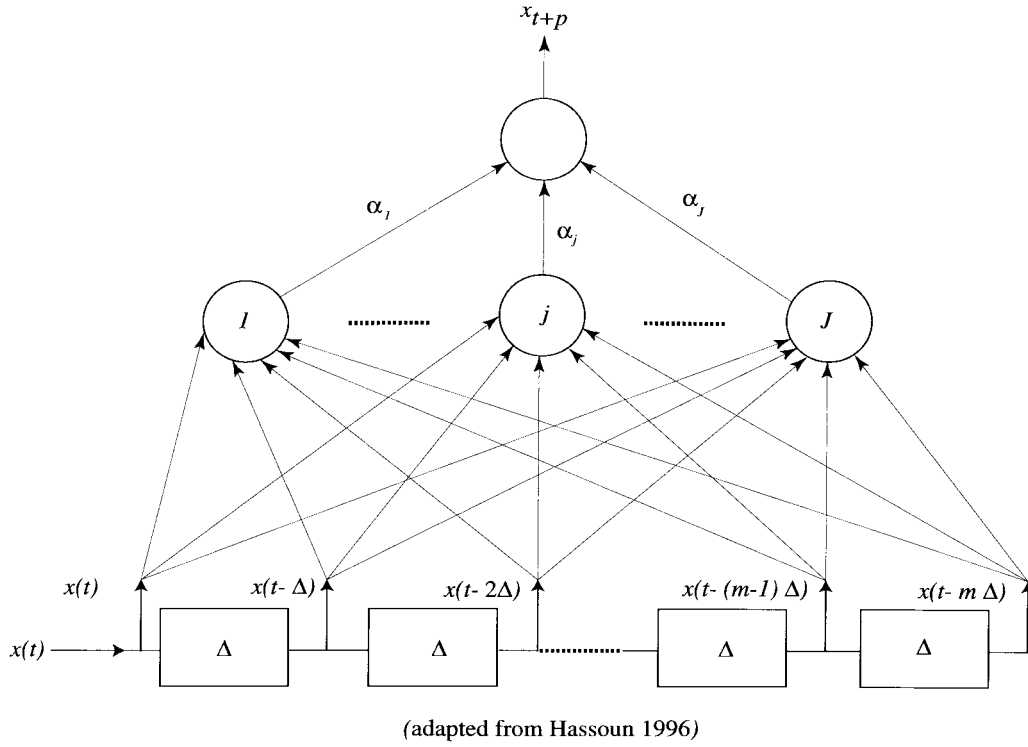 x_{t+p}
α_1 α_j α_J
1 j J
x(t) x(t- Δ) x(t- 2Δ) x(t- (m-1) Δ) x(t- m Δ)
x(t) Δ Δ Δ Δ
(adapted from Hassoun 1996)